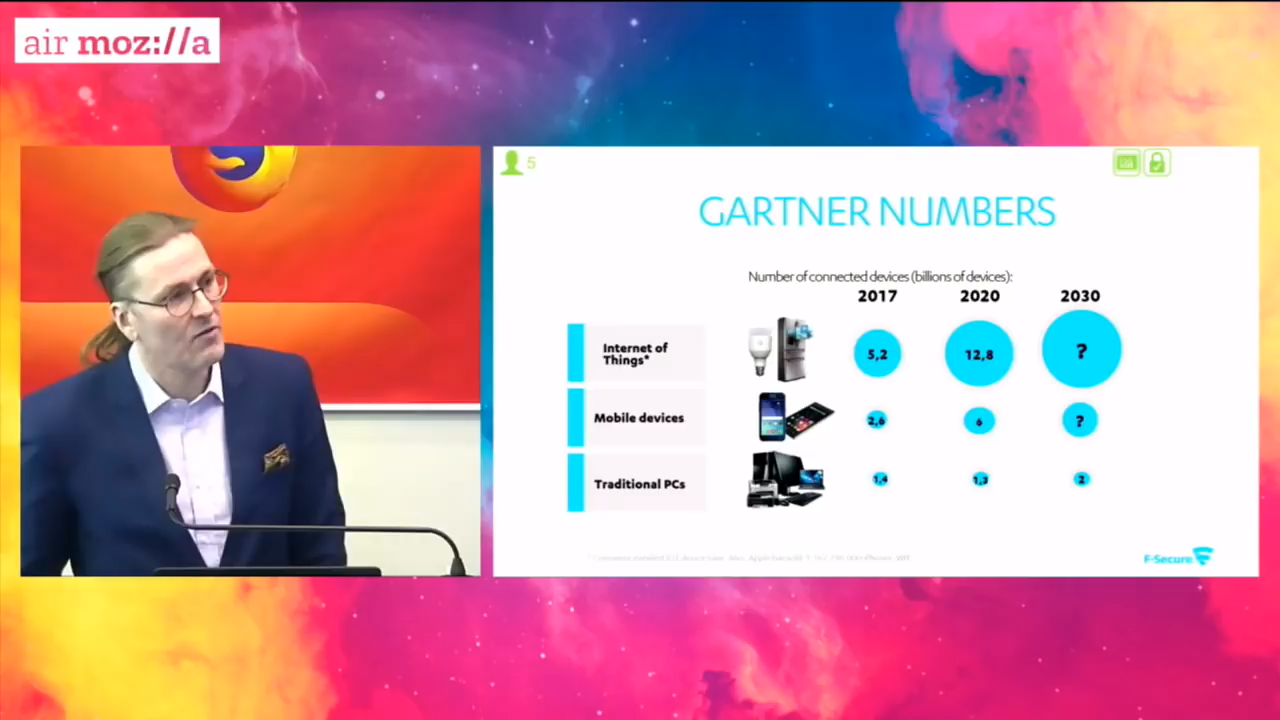 air moz://a
5
GARTNER NUMBERS
Number of connected devices (billions of devices):
2017 2020 2030
Internet of
Things*
5,2 12,8 ?
Mobile devices
2,6 6 ?
Traditional PCs
1,4 1,3 2
F-Secure